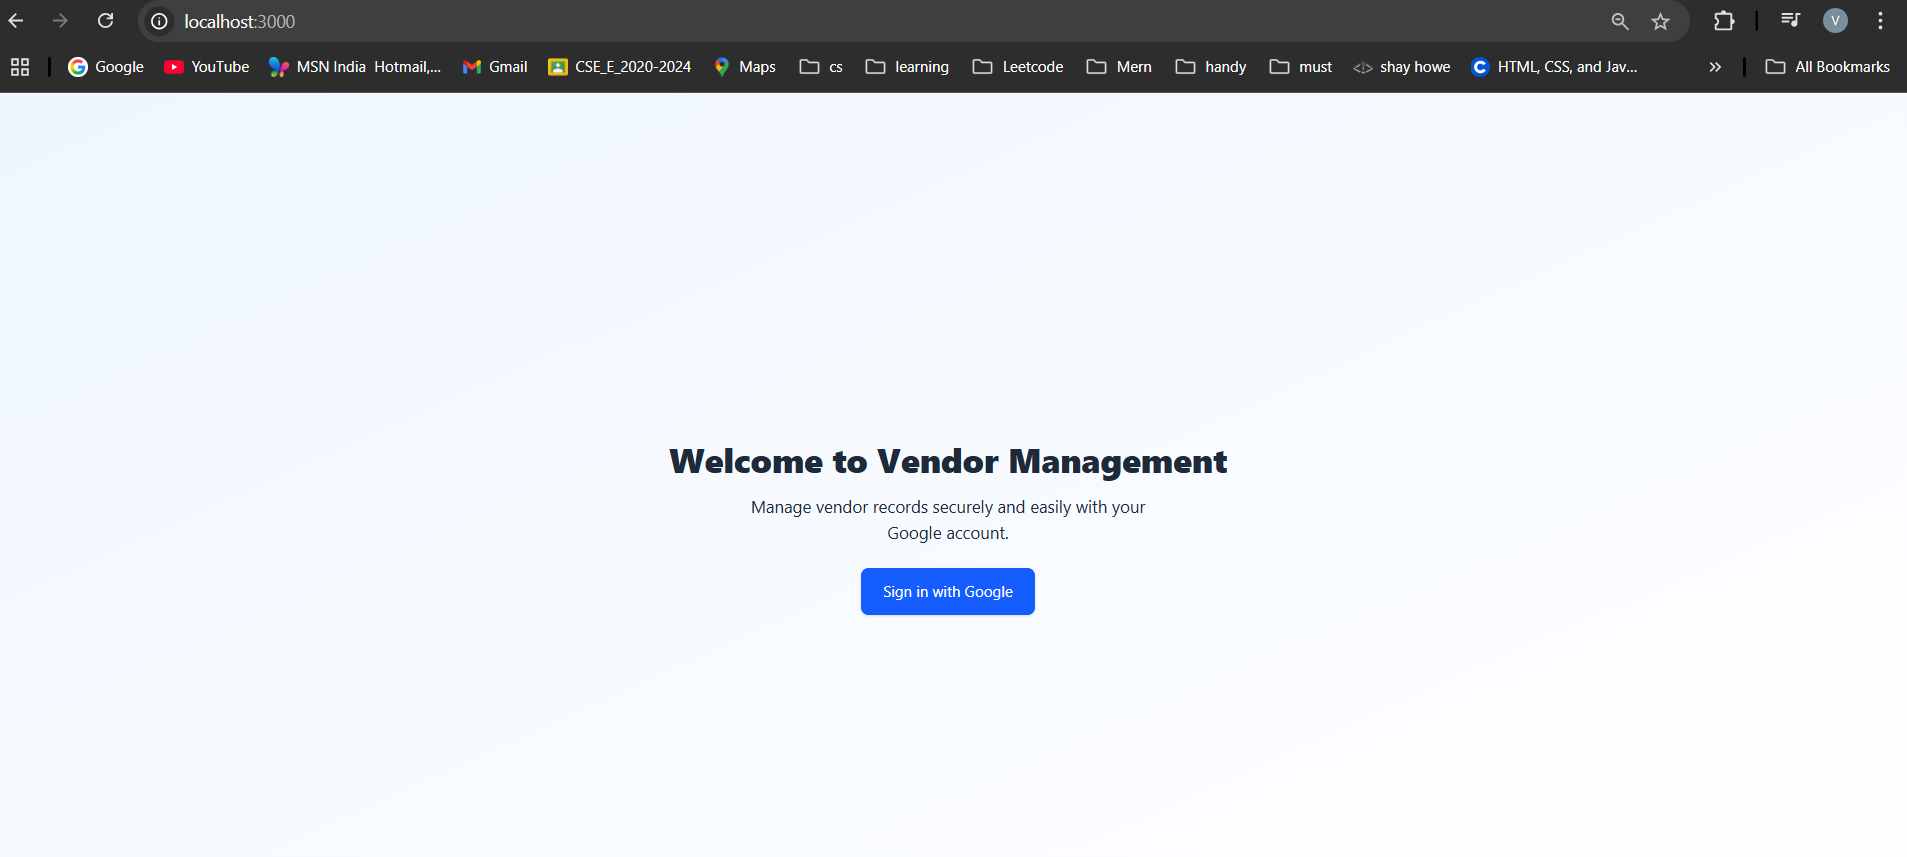 localhost:3000
V
Google YouTube MSN India Hotmail,... Gmail CSE_E_2020-2024 Maps cs learning Leetcode Mern handy must shay howe HTML, CSS, and Jav... All Bookmarks
Welcome to Vendor Management
Manage vendor records securely and easily with your
Google account.
Sign in with Google